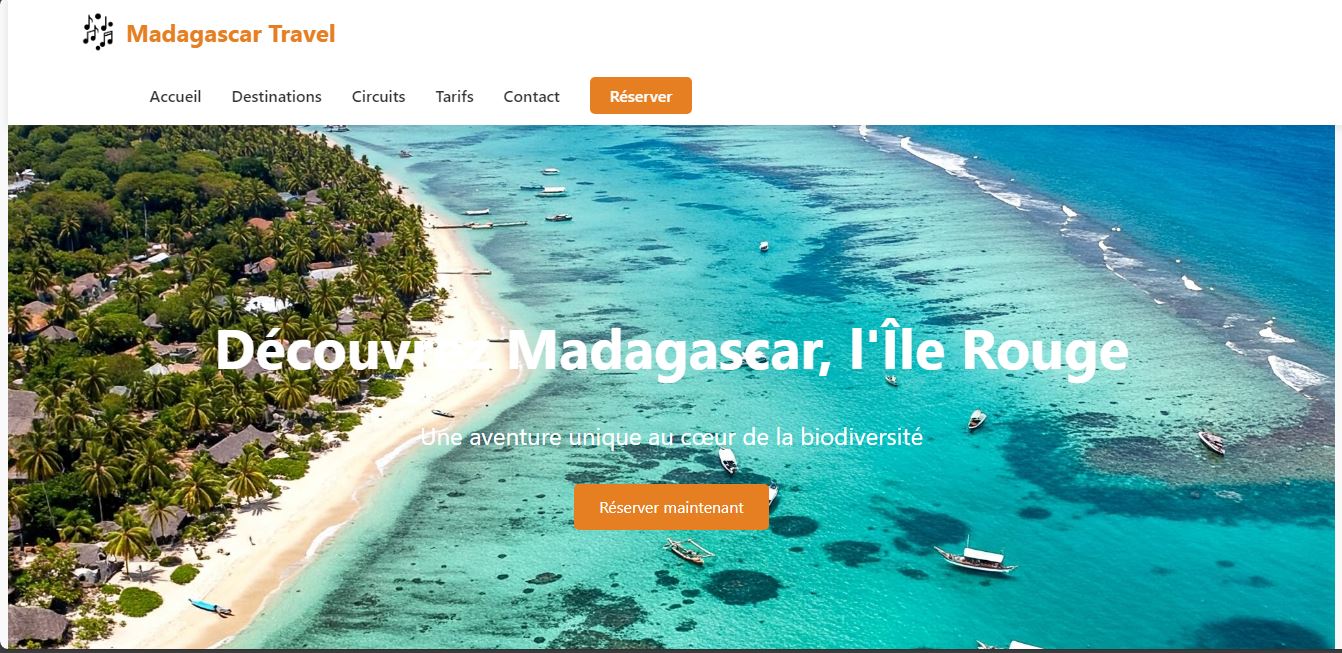 Madagascar Travel
Accueil Destinations Circuits Tarifs Contact Réserver
Découvrez Madagascar, l'Île Rouge
Une aventure unique au cœur de la biodiversité
Réserver maintenant